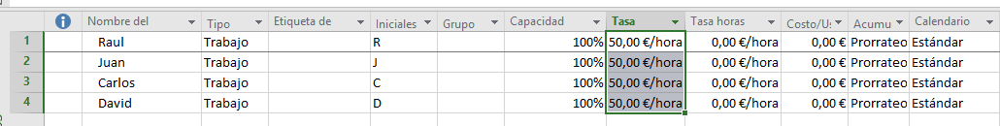 Nombre del Tipo Etiqueta de Iniciales Grupo Capacidad Tasa Tasa horas Costo/Us Acumu Calendario
1 Raul Trabajo R 100% 50,00 €/hora 0,00 €/hora 0,00 € Prorrateo Estándar
2 Juan Trabajo J 100% 50,00 €/hora 0,00 €/hora 0,00 € Prorrateo Estándar
3 Carlos Trabajo C 100% 50,00 €/hora 0,00 €/hora 0,00 € Prorrateo Estándar
4 David Trabajo D 100% 50,00 €/hora 0,00 €/hora 0,00 € Prorrateo Estándar